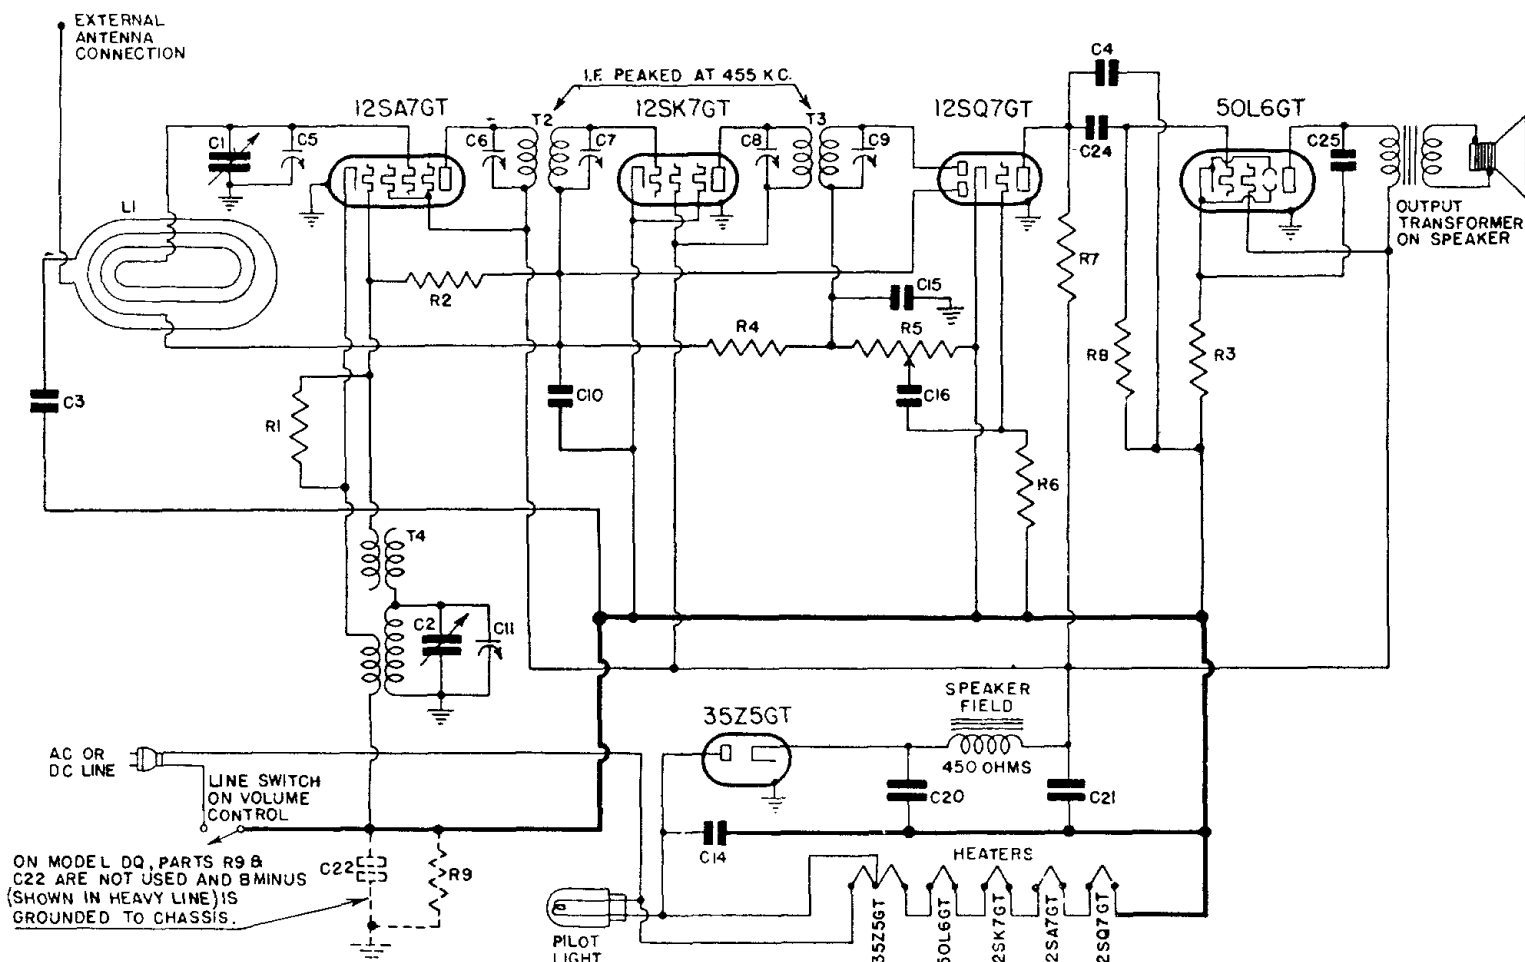 EXTERNAL
ANTENNA
CONNECTION
I.F. PEAKED AT 455 KC.
12SA7GT
12SK7GT
12SQ7GT
50L6GT
C4
C1
C5
C6
T2
C7
C8
T3
C9
C24
C25
L1
OUTPUT
TRANSFORMER
ON SPEAKER
R7
R2
C15
R4
R5
R8
R3
C3
C10
C16
R1
R6
T4
C2
C11
SPEAKER
FIELD
35Z5GT
450 OHMS
A.C. OR
DC LINE
LINE SWITCH
ON VOLUME
CONTROL
C20
C21
C14
HEATERS
ON MODEL DQ, PARTS R9 &
C22 ARE NOT USED AND B MINUS
(SHOWN IN HEAVY LINE) IS
GROUNDED TO CHASSIS.
C22
R9
PILOT
LIGHT
35Z5GT
50L6GT
12SK7GT
12SA7GT
12SQ7GT